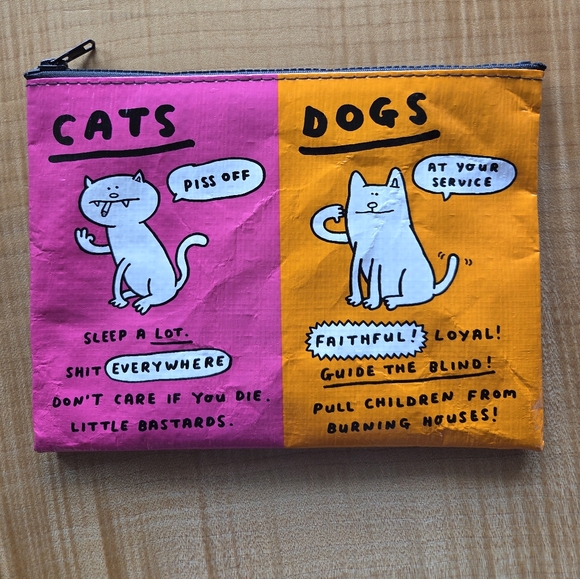 CATS
PISS OFF
SLEEP A LOT.
SHIT EVERYWHERE
DON'T CARE IF YOU DIE.
LITTLE BASTARDS.
DOGS
AT YOUR
SERVICE
FAITHFUL! LOYAL!
GUIDE THE BLIND!
PULL CHILDREN FROM
BURNING HOUSES!